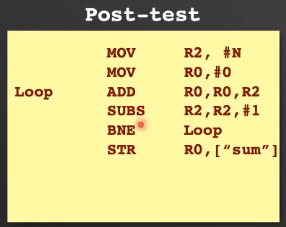 Post-test
MOV R2, #N
MOV R0,#0
Loop ADD R0,R0,R2
SUBS R2,R2,#1
BNE Loop
STR R0,[“sum”]